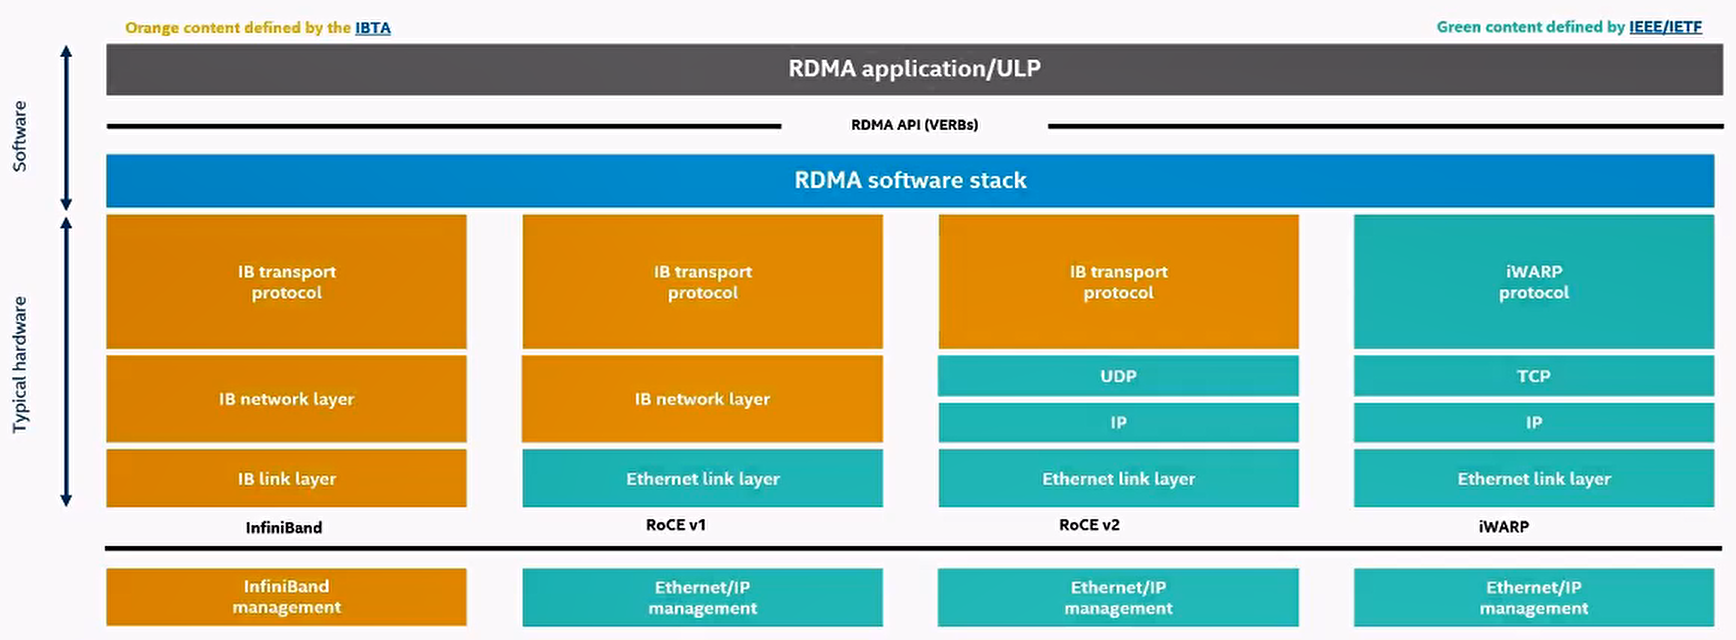 Orange content defined by the IBTA
Green content defined by IEEE/IETF
Software
RDMA application/ULP
RDMA API (VERBs)
RDMA software stack
Typical hardware
IB transport
protocol
IB transport
protocol
IB transport
protocol
iWARP
protocol
IB network layer
IB network layer
UDP
TCP
IP
IP
IB link layer
Ethernet link layer
Ethernet link layer
Ethernet link layer
InfiniBand
RoCE v1
RoCE v2
iWARP
InfiniBand
management
Ethernet/IP
management
Ethernet/IP
management
Ethernet/IP
management